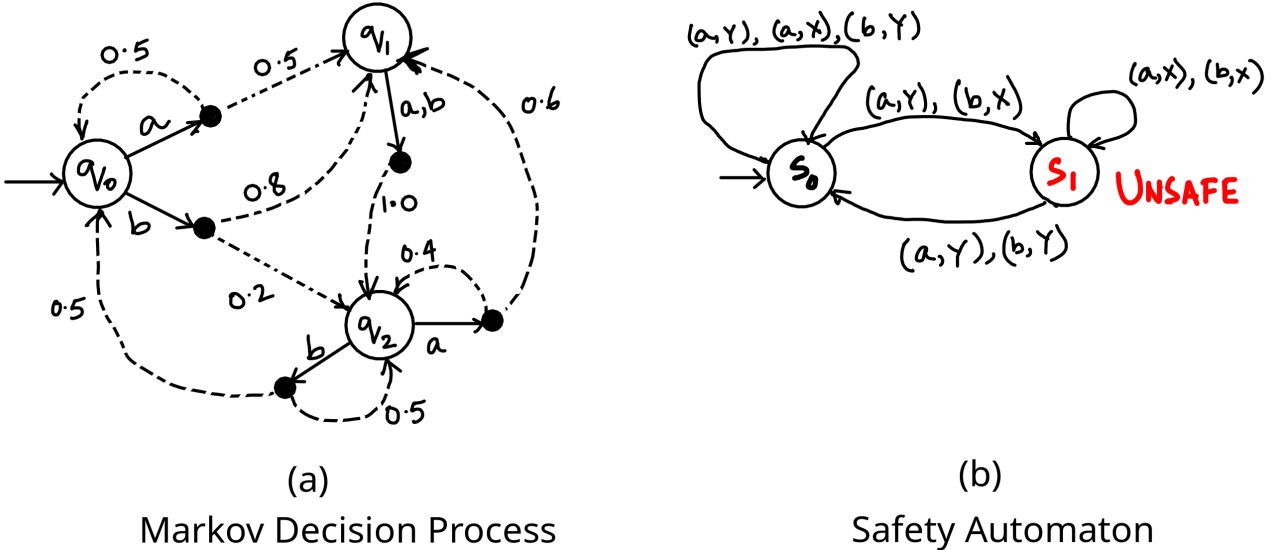 0.5
0.5
q₁
a
a,b
0.6
q₀
b
0.8
1.0
0.4
0.2
0.5
q₂
a
b
0.5
(a)
Markov Decision Process
(a,Y), (a,X),(b,Y)
(a,Y), (b,X)
(a,X), (b,X)
S₀
S₁
UNSAFE
(a,Y),(b,Y)
(b)
Safety Automaton